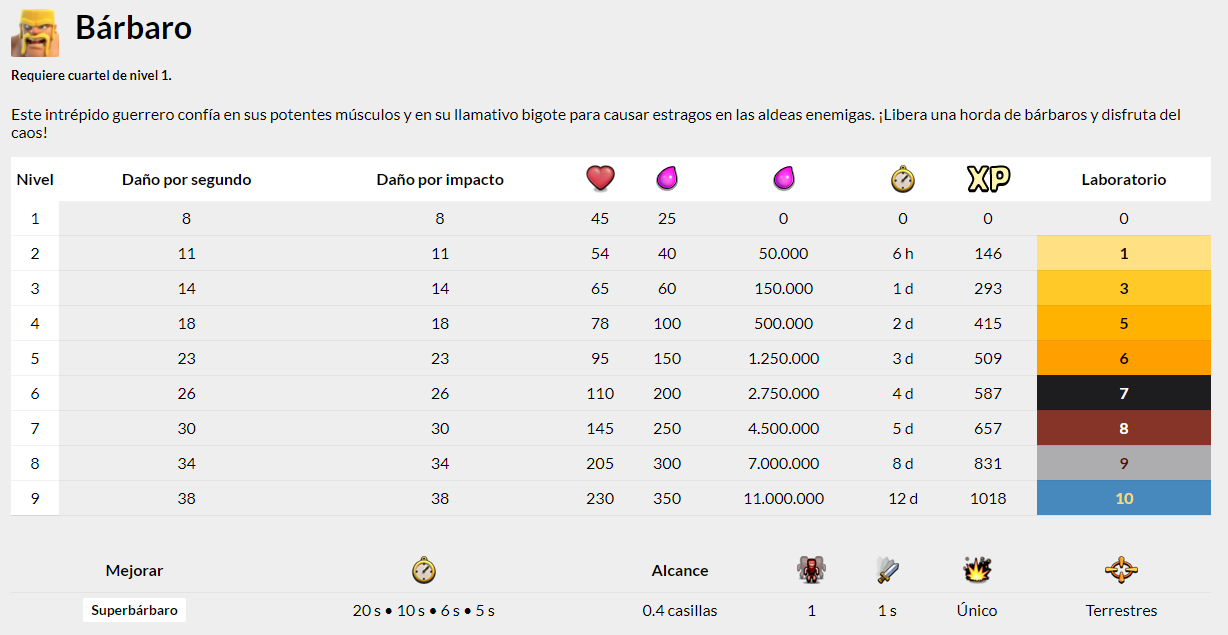 Bárbaro
Requiere cuartel de nivel 1.
Este intrépido guerrero confía en sus potentes músculos y en su llamativo bigote para causar estragos en las aldeas enemigas. ¡Libera una horda de bárbaros y disfruta del
caos!
Nivel Daño por segundo Daño por impacto XP Laboratorio
1 8 8 45 25 0 0 0 0
2 11 11 54 40 50.000 6 h 146 1
3 14 14 65 60 150.000 1 d 293 3
4 18 18 78 100 500.000 2 d 415 5
5 23 23 95 150 1.250.000 3 d 509 6
6 26 26 110 200 2.750.000 4 d 587 7
7 30 30 145 250 4.500.000 5 d 657 8
8 34 34 205 300 7.000.000 8 d 831 9
9 38 38 230 350 11.000.000 12 d 1018 10
Mejorar Alcance
Superbárbaro 20 s • 10 s • 6 s • 5 s 0.4 casillas 1 1 s Único Terrestres